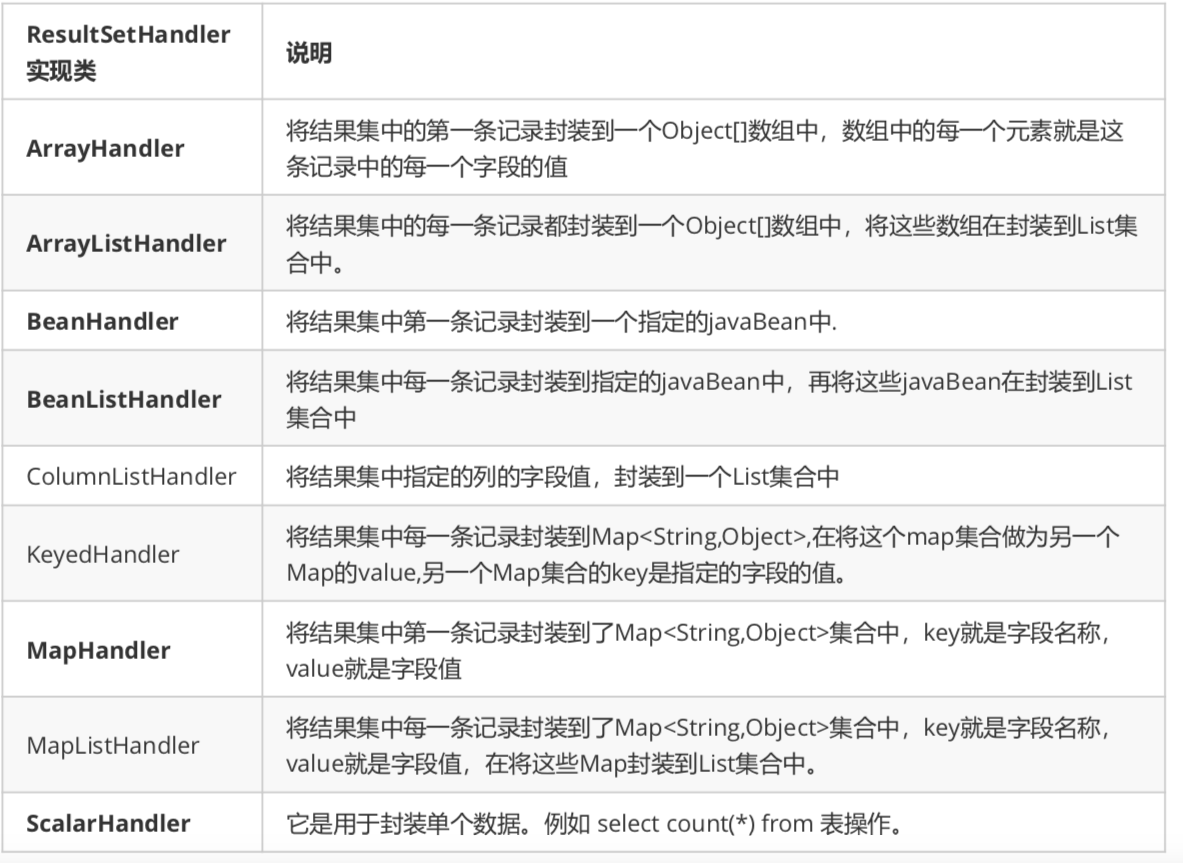 ResultSetHandler
实现类
说明
ArrayHandler
将结果集中的第一条记录封装到一个Object[]数组中，数组中的每一个元素就是这
条记录中的每一个字段的值
ArrayListHandler
将结果集中的每一条记录都封装到一个Object[]数组中，将这些数组在封装到List集
合中。
BeanHandler
将结果集中第一条记录封装到一个指定的javaBean中.
BeanListHandler
将结果集中每一条记录封装到指定的javaBean中，再将这些javaBean在封装到List
集合中
ColumnListHandler
将结果集中指定的列的字段值，封装到一个List集合中
KeyedHandler
将结果集中每一条记录封装到Map<String,Object>,在将这个map集合做为另一个
Map的value,另一个Map集合的key是指定的字段的值。
MapHandler
将结果集中第一条记录封装到了Map<String,Object>集合中，key就是字段名称，
value就是字段值
MapListHandler
将结果集中每一条记录封装到了Map<String,Object>集合中，key就是字段名称，
value就是字段值，在将这些Map封装到List集合中。
ScalarHandler
它是用于封装单个数据。例如 select count(*) from 表操作。